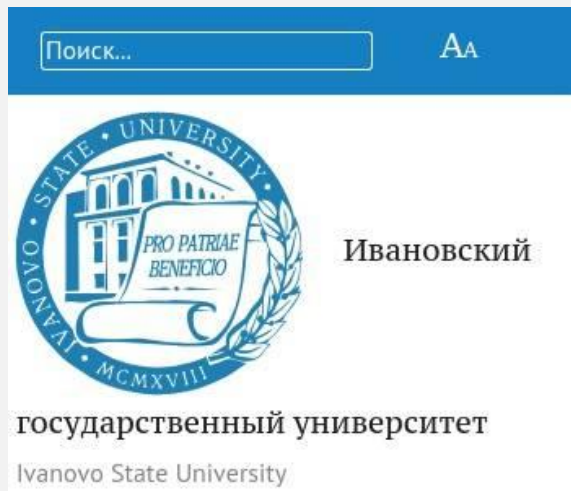 Поиск...
AA
IVANOVO • STATE • UNIVERSITY •
PRO PATRIAE
BENEFICIO
MCMXVIII
Ивановский
государственный университет
Ivanovo State University